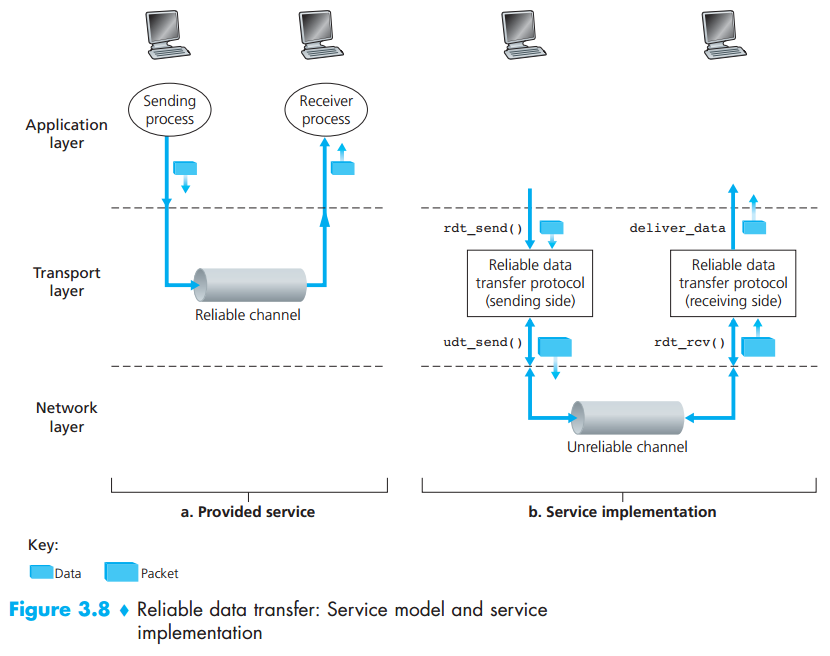 Application
layer
Sending
process
Receiver
process
rdt_send()
deliver_data
Transport
layer
Reliable channel
Reliable data
transfer protocol
(sending side)
Reliable data
transfer protocol
(receiving side)
udt_send()
rdt_rcv()
Network
layer
Unreliable channel
a. Provided service
b. Service implementation
Key:
Data
Packet
Figure 3.8 ♦ Reliable data transfer: Service model and service
implementation